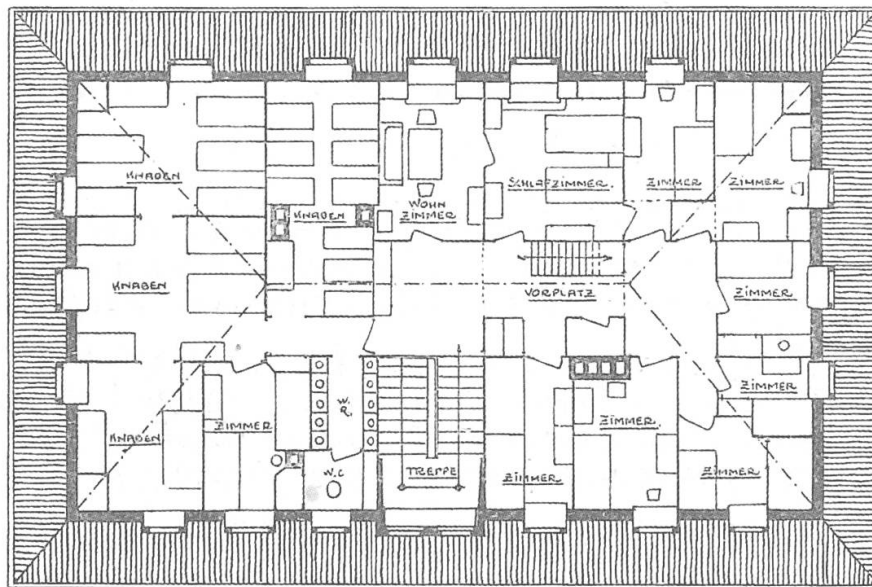 KNABEN
KNABEN
WOHN
ZIMMER
SCHLAFZIMMER
ZIMMER
ZIMMER
KNABEN
VORPLATZ
ZIMMER
KNABEN
ZIMMER
W.
R.
TREPPE
W.C
ZIMMER
ZIMMER
ZIMMER
ZIMMER